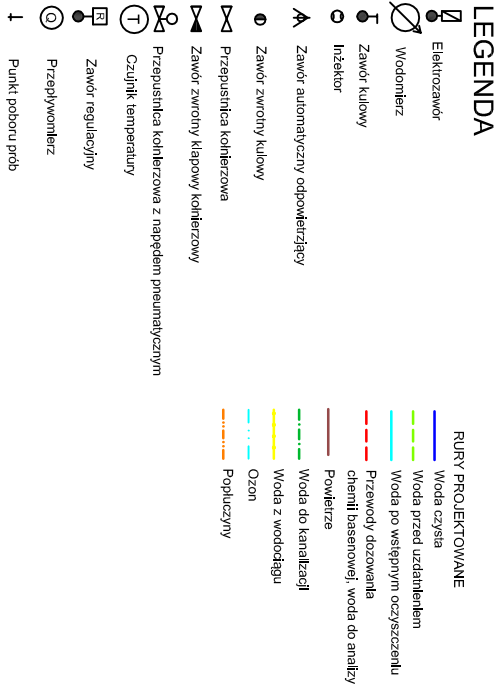 LEGENDA
Elektrozawór
Wodomierz
Zawór kulowy
Inżektor
Zawór automatyczny odpowietrzjący
Zawór zwrotny kulowy
Przepustnica kołnierzowa
Zawór zwrotny klapowy kołnierzowy
Przepustnica kołnierzowa z napędem pneumatycznym
T
Czujnik temperatury
R
Zawór regulacyjny
Q
Przepływomierz
Punkt poboru prób
RURY PROJEKTOWANE
Woda czysta
Woda przed uzdatnieniem
Woda po wstępnym oczyszczeniu
Przewody dozowania
chemii basenowej, woda do analizy
Powietrze
Woda do kanalizacji
Woda z wodociągu
Ozon
Popłuczyny